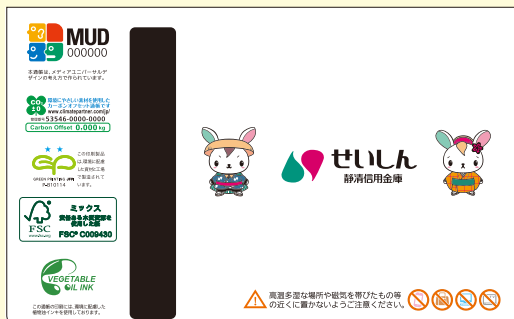 MUD
000000
本通帳は、メディアユニバーサルデ
ザインの考え方で作られています。
環境にやさしい素材を使用した
カーボンオフセット通帳です
www.climatepartner.com/jp/
53546-0000-0000
Carbon Offset 0.000kg
この印刷製品
は、環境に配慮
した資材と工場
で製造されて
います。
GREEN PRINTING JFPI
P-B10114
FSC
ミックス
責任ある木質資源を
使用した紙
FSC® C009430
VEGETABLE
OIL INK
この通帳の印刷には、環境に配慮した
植物油インキを使用しております。
せいしん
静清信用金庫
高温多湿な場所や磁気を帯びたもの等
の近くに置かないようご注意ください。